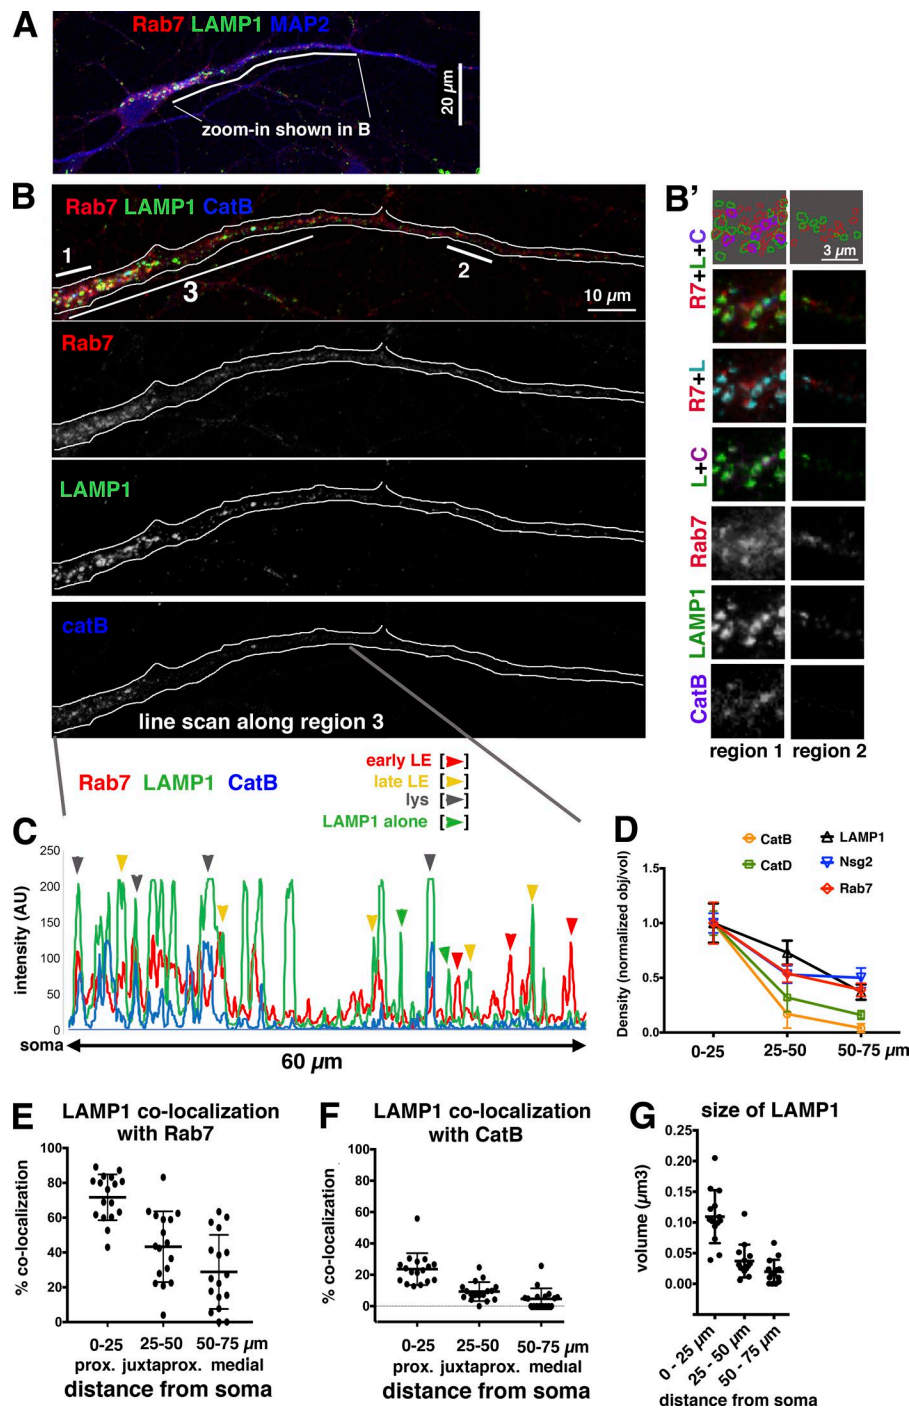 A
Rab7 LAMP1 MAP2
20 µm
zoom-in shown in B
B
Rab7 LAMP1 CatB
1
2
3
10 µm
Rab7
LAMP1
catB
line scan along region 3
B’
3 µm
R7+L+C
R7+L
L+C
Rab7
LAMP1
CatB
region 1 region 2
Rab7 LAMP1 CatB
early LE [ ]
late LE [ ]
lys [ ]
LAMP1 alone [ ]
C
intensity (AU)
250
200
150
100
50
0
soma
60 µm
D
CatB
CatD
LAMP1
Nsg2
Rab7
Density (normalized obj/vol)
1.5
1.0
0.5
0.0
0-25 25-50 50-75 µm
E
LAMP1 co-localization
with Rab7
% co-localization
100
80
60
40
20
0
0-25 25-50 50-75 µm
prox. juxtaprox. medial
distance from soma
F
LAMP1 co-localization
with CatB
% co-localization
100
80
60
40
20
0
0-25 25-50 50-75 µm
prox. juxtaprox. medial
distance from soma
G
size of LAMP1
volume (µm3)
0.25
0.20
0.15
0.10
0.05
0.00
0 - 25 µm
25 - 50 µm
50 - 75 µm
distance from soma